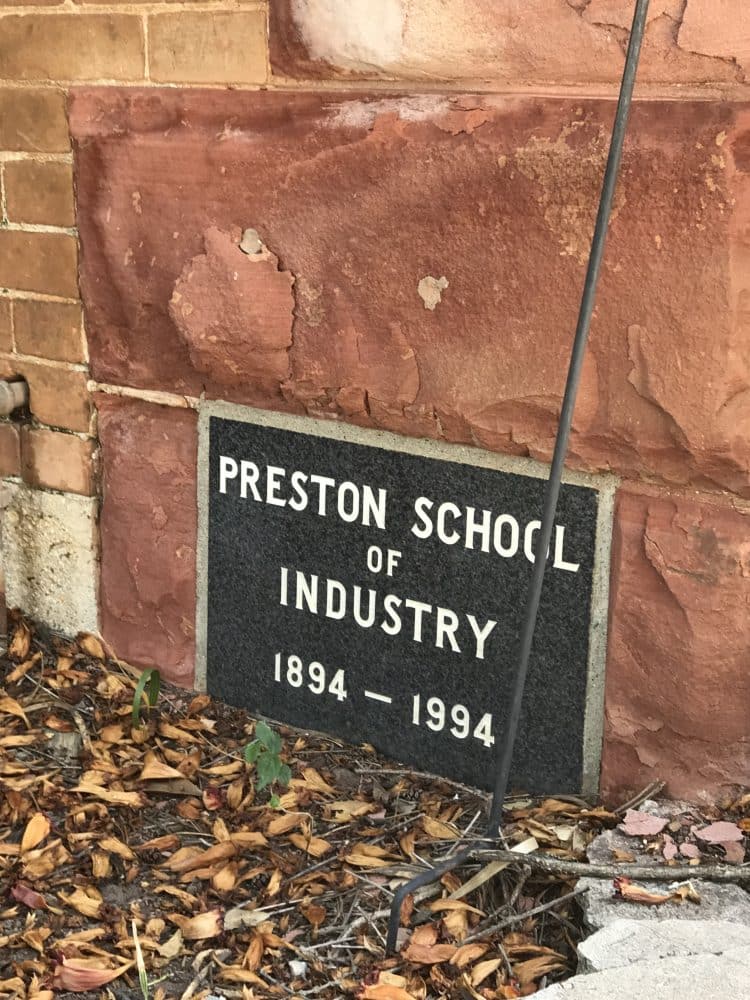 PRESTON SCHOOL
OF
INDUSTRY
1894 — 1994